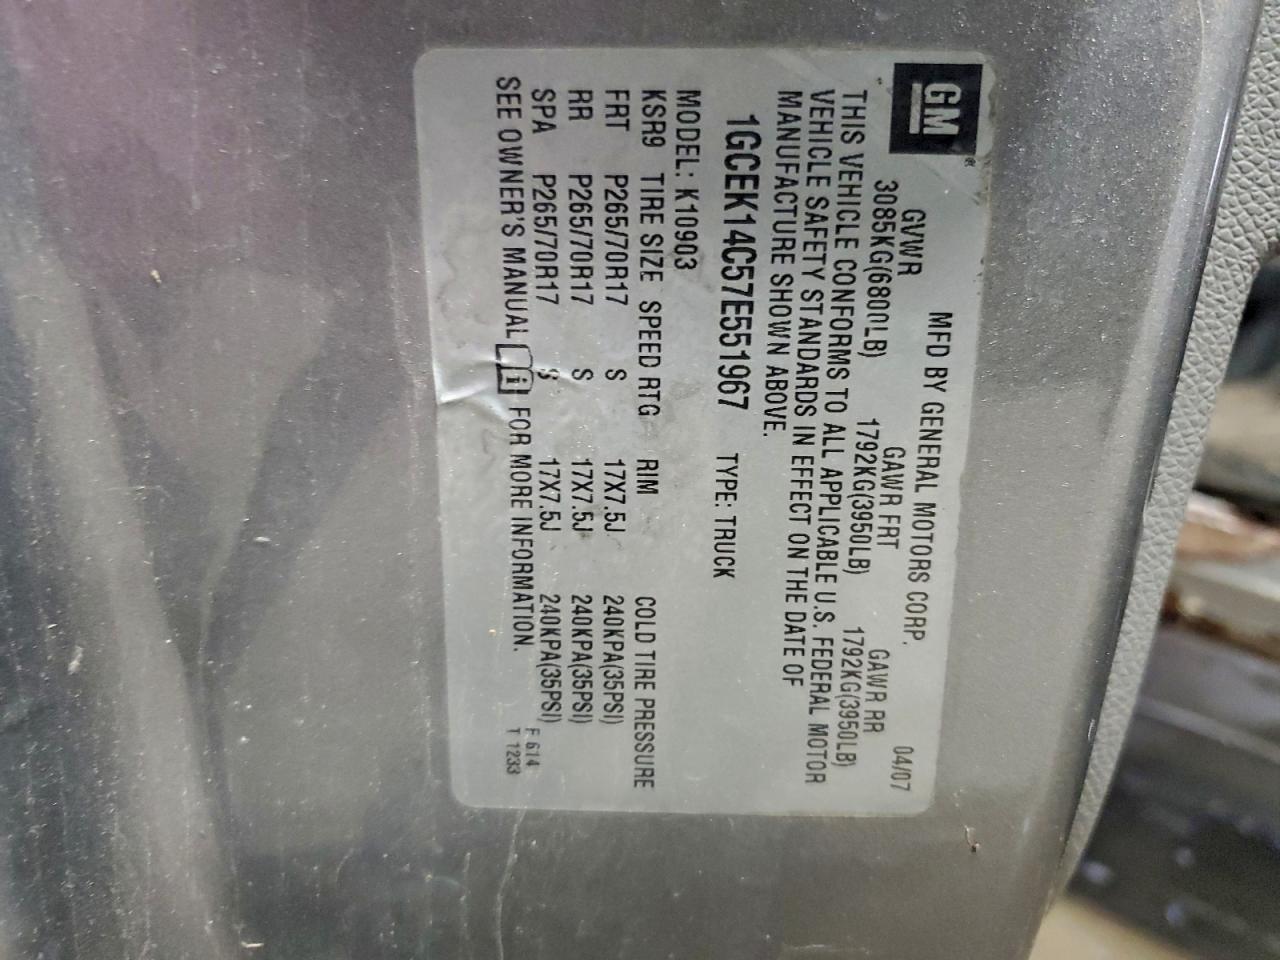 GM
MFD BY GENERAL MOTORS CORP. 04/07
GVWR GAWR FRT GAWR RR
3085KG(6800LB) 1792KG(3950LB) 1792KG(3950LB)
THIS VEHICLE CONFORMS TO ALL APPLICABLE U.S. FEDERAL MOTOR
VEHICLE SAFETY STANDARDS IN EFFECT ON THE DATE OF
MANUFACTURE SHOWN ABOVE.
1GCEK14C57E551967 TYPE: TRUCK
MODEL: K10903
KSR9 TIRE SIZE SPEED RTG RIM COLD TIRE PRESSURE
FRT P265/70R17 S 17X7.5J 240KPA(35PSI)
RR P265/70R17 S 17X7.5J 240KPA(35PSI)
SPA P265/70R17 S 17X7.5J 240KPA(35PSI)
SEE OWNER'S MANUAL i FOR MORE INFORMATION.
F 614
T 1233